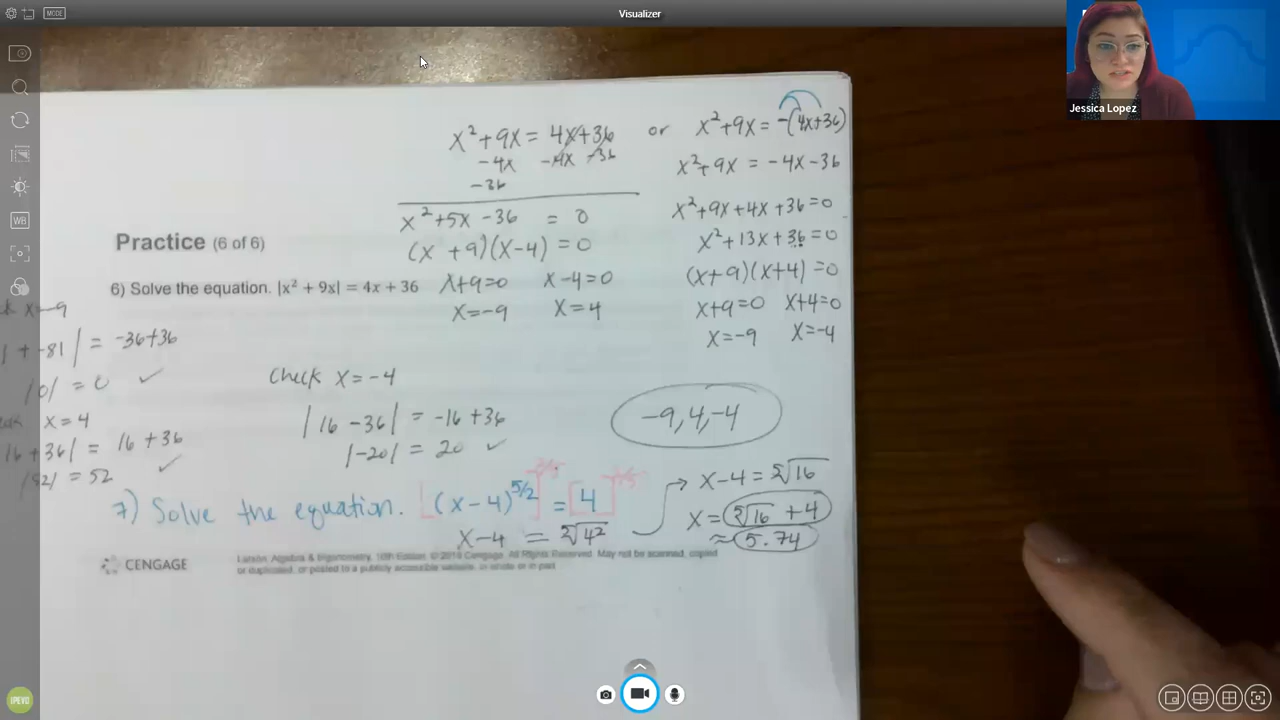 MODE
Visualizer
Jessica Lopez
x²+9x = 4x+36 or x²+9x = -(4x+36)
-4x -4x -36
-36
x²+9x = -4x-36
x²+5x-36 = 0
x²+9x+4x+36=0
(x+9)(x-4)=0
x²+13x+36=0
Practice (6 of 6)
6) Solve the equation. |x² + 9x| = 4x + 36
x+9=0 x-4=0
(x+9)(x+4)=0
x=-9 x=4
x+9=0 x+4=0
x=-9 x=-4
x=-9
+ -81| = -36+36
|0| = 0 ✓
x=4
16+36| = 16+36
|52| = 52 ✓
Check x=-4
|16-36| = -16+36
|-20| = 20 ✓
-9,4,-4
7) Solve the equation. [(x-4)^5/2] = [4]
x-4 = ⁵√4²
→ x-4 = ⁵√16
x = ⁵√16 + 4
≈ 5.74
CENGAGE
Larson, Algebra & Trigonometry, 10th Edition. © 2018 Cengage. All Rights Reserved. May not be scanned, copied
or duplicated, or posted to a publicly accessible website, in whole or in part.
WB
IPEVO